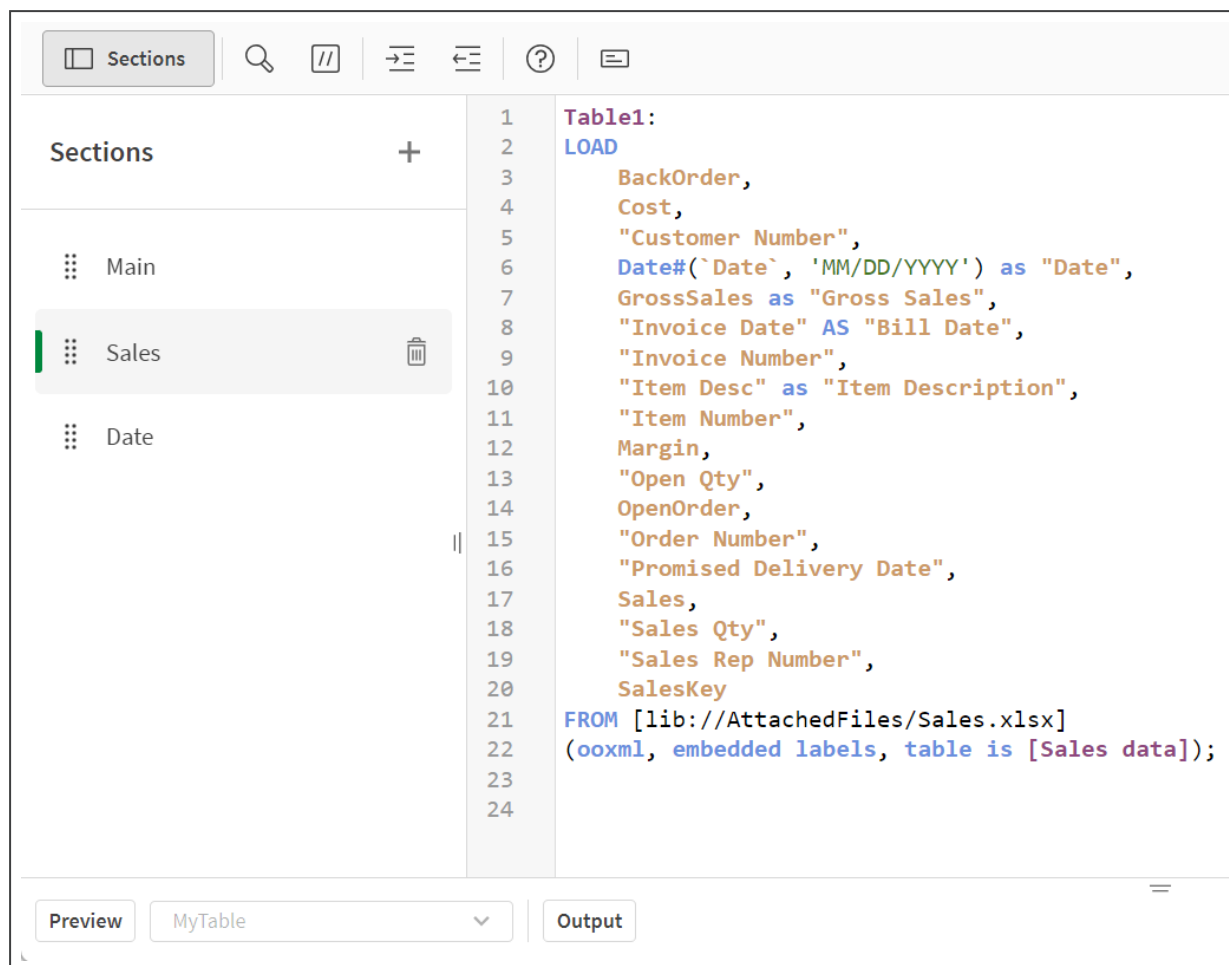 Sections
Sections
Main
Sales
Date
1 Table1:
2 LOAD
3 BackOrder,
4 Cost,
5 "Customer Number",
6 Date#(`Date`, 'MM/DD/YYYY') as "Date",
7 GrossSales as "Gross Sales",
8 "Invoice Date" AS "Bill Date",
9 "Invoice Number",
10 "Item Desc" as "Item Description",
11 "Item Number",
12 Margin,
13 "Open Qty",
14 OpenOrder,
15 "Order Number",
16 "Promised Delivery Date",
17 Sales,
18 "Sales Qty",
19 "Sales Rep Number",
20 SalesKey
21 FROM [lib://AttachedFiles/Sales.xlsx]
22 (ooxml, embedded labels, table is [Sales data]);
23
24
Preview MyTable Output